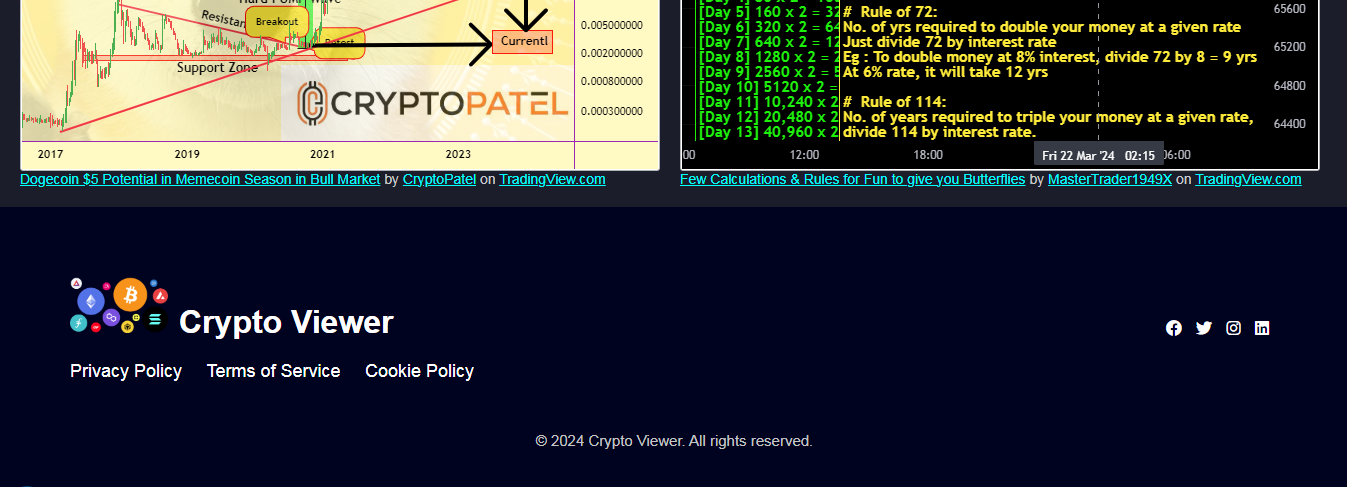 Resistan
Breakout
Support Zone
Currentl
CRYPTOPATEL
0.005000000
0.002000000
0.000800000
0.000300000
2017 2019 2021 2023
[Day 5] 160 x 2 = 32
[Day 6] 320 x 2 = 64
[Day 7] 640 x 2 = 12
[Day 8] 1280 x 2 = 2
[Day 9] 2560 x 2 = 5
[Day 10] 5120 x 2 =
[Day 11] 10,240 x 2
[Day 12] 20,480 x 2
[Day 13] 40,960 x 2
# Rule of 72:
No. of yrs required to double your money at a given rate
Just divide 72 by interest rate
Eg : To double money at 8% interest, divide 72 by 8 = 9 yrs
At 6% rate, it will take 12 yrs
# Rule of 114:
No. of years required to triple your money at a given rate,
divide 114 by interest rate.
65600
65200
64800
64400
:00 12:00 18:00 Fri 22 Mar '24 02:15 06:00
Dogecoin $5 Potential in Memecoin Season in Bull Market by CryptoPatel on TradingView.com
Few Calculations & Rules for Fun to give you Butterflies by MasterTrader1949X on TradingView.com
Crypto Viewer
Privacy Policy Terms of Service Cookie Policy
© 2024 Crypto Viewer. All rights reserved.